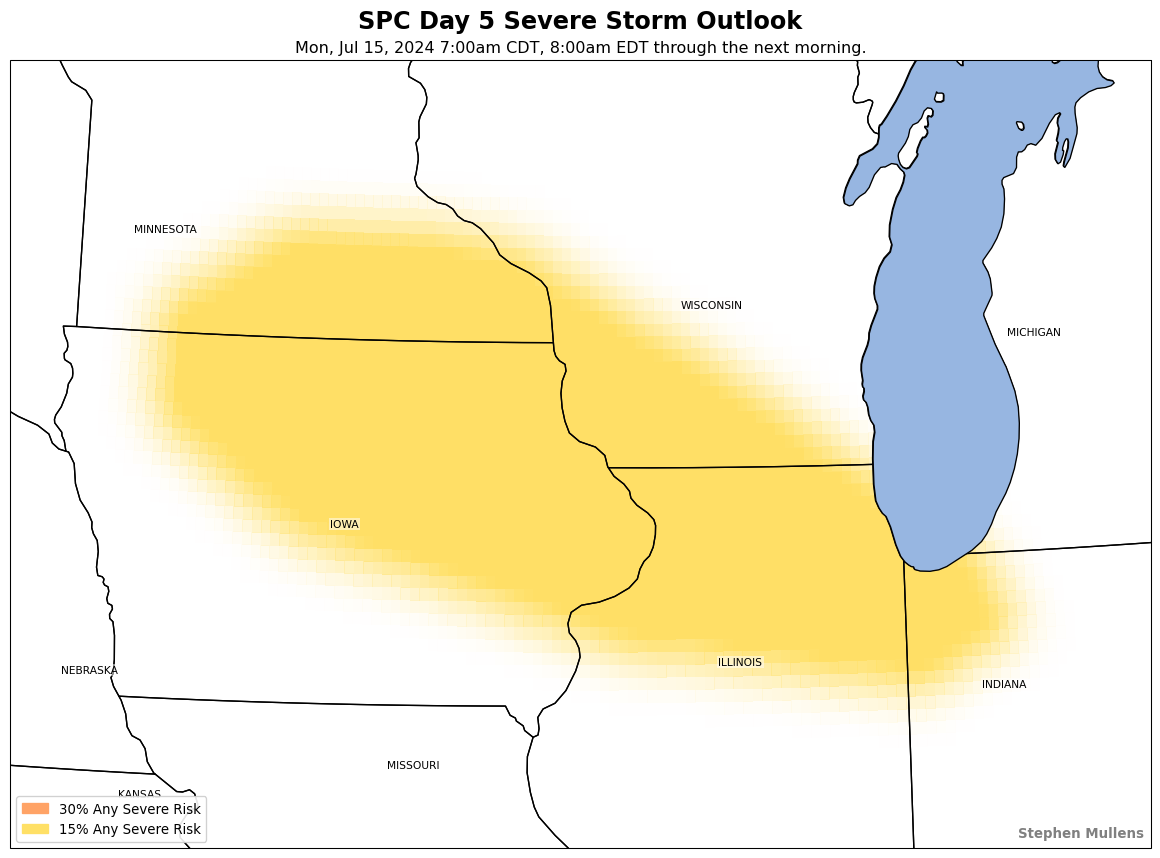 SPC Day 5 Severe Storm Outlook
Mon, Jul 15, 2024 7:00am CDT, 8:00am EDT through the next morning.
MINNESOTA
WISCONSIN
MICHIGAN
IOWA
ILLINOIS
NEBRASKA
INDIANA
MISSOURI
KANSAS
30% Any Severe Risk
15% Any Severe Risk
Stephen Mullens